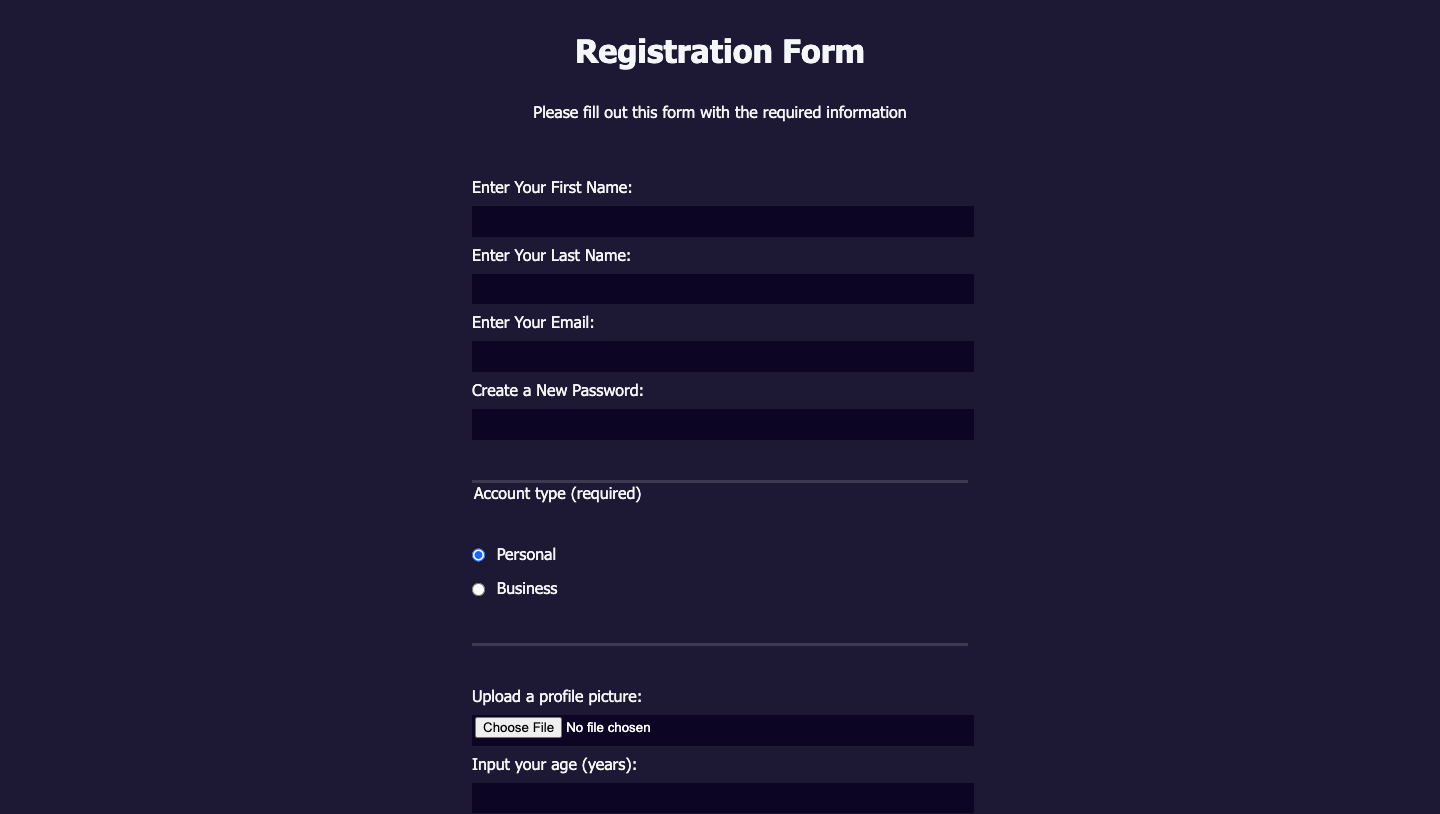 Registration Form
Please fill out this form with the required information
Enter Your First Name:
Enter Your Last Name:
Enter Your Email:
Create a New Password:
Account type (required)
Personal
Business
Upload a profile picture:
Choose File No file chosen
Input your age (years):